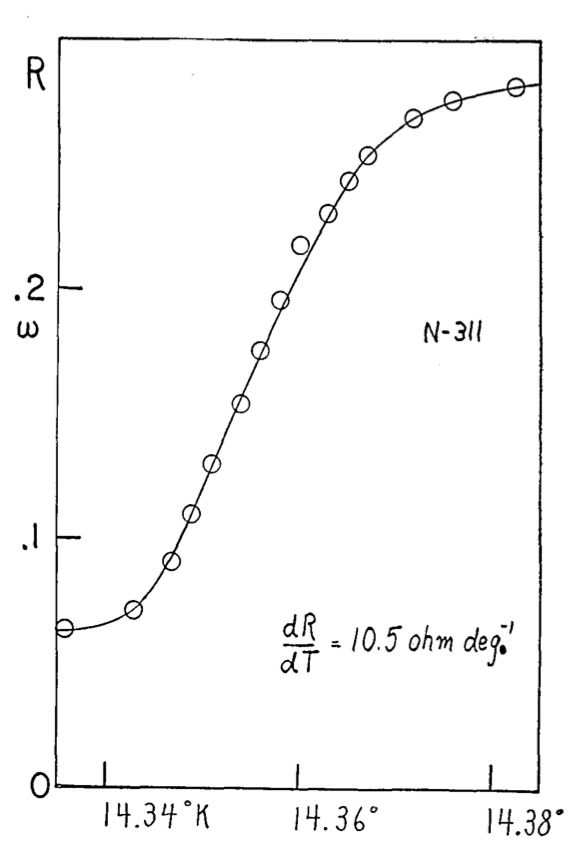 R
.2
ω
N-311
.1
dR/dT = 10.5 ohm deg.⁻¹
0
14.34°K 14.36° 14.38°